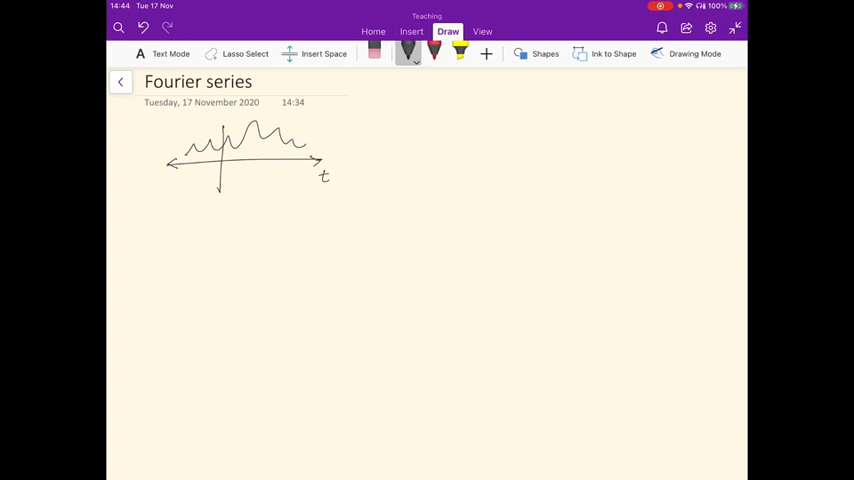 14:44 Tue 17 Nov
100%
Teaching
Home Insert Draw View
A Text Mode Lasso Select Insert Space Shapes Ink to Shape Drawing Mode
Fourier series
Tuesday, 17 November 2020 14:34
t